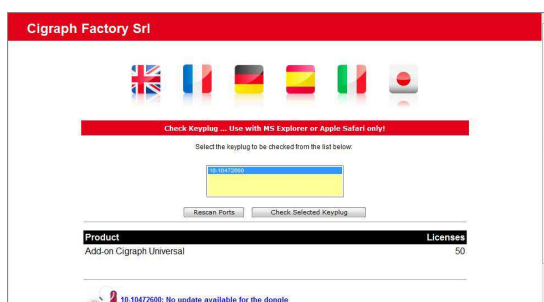 Cigraph Factory Srl
Check Keyplug ... Use with MS Explorer or Apple Safari only!
Select the keyplug to be checked from the list below:
10-10472600
Rescan Ports Check Selected Keyplug
Product Licenses
Add-on Cigraph Universal 50
10-10472600: No update available for the dongle